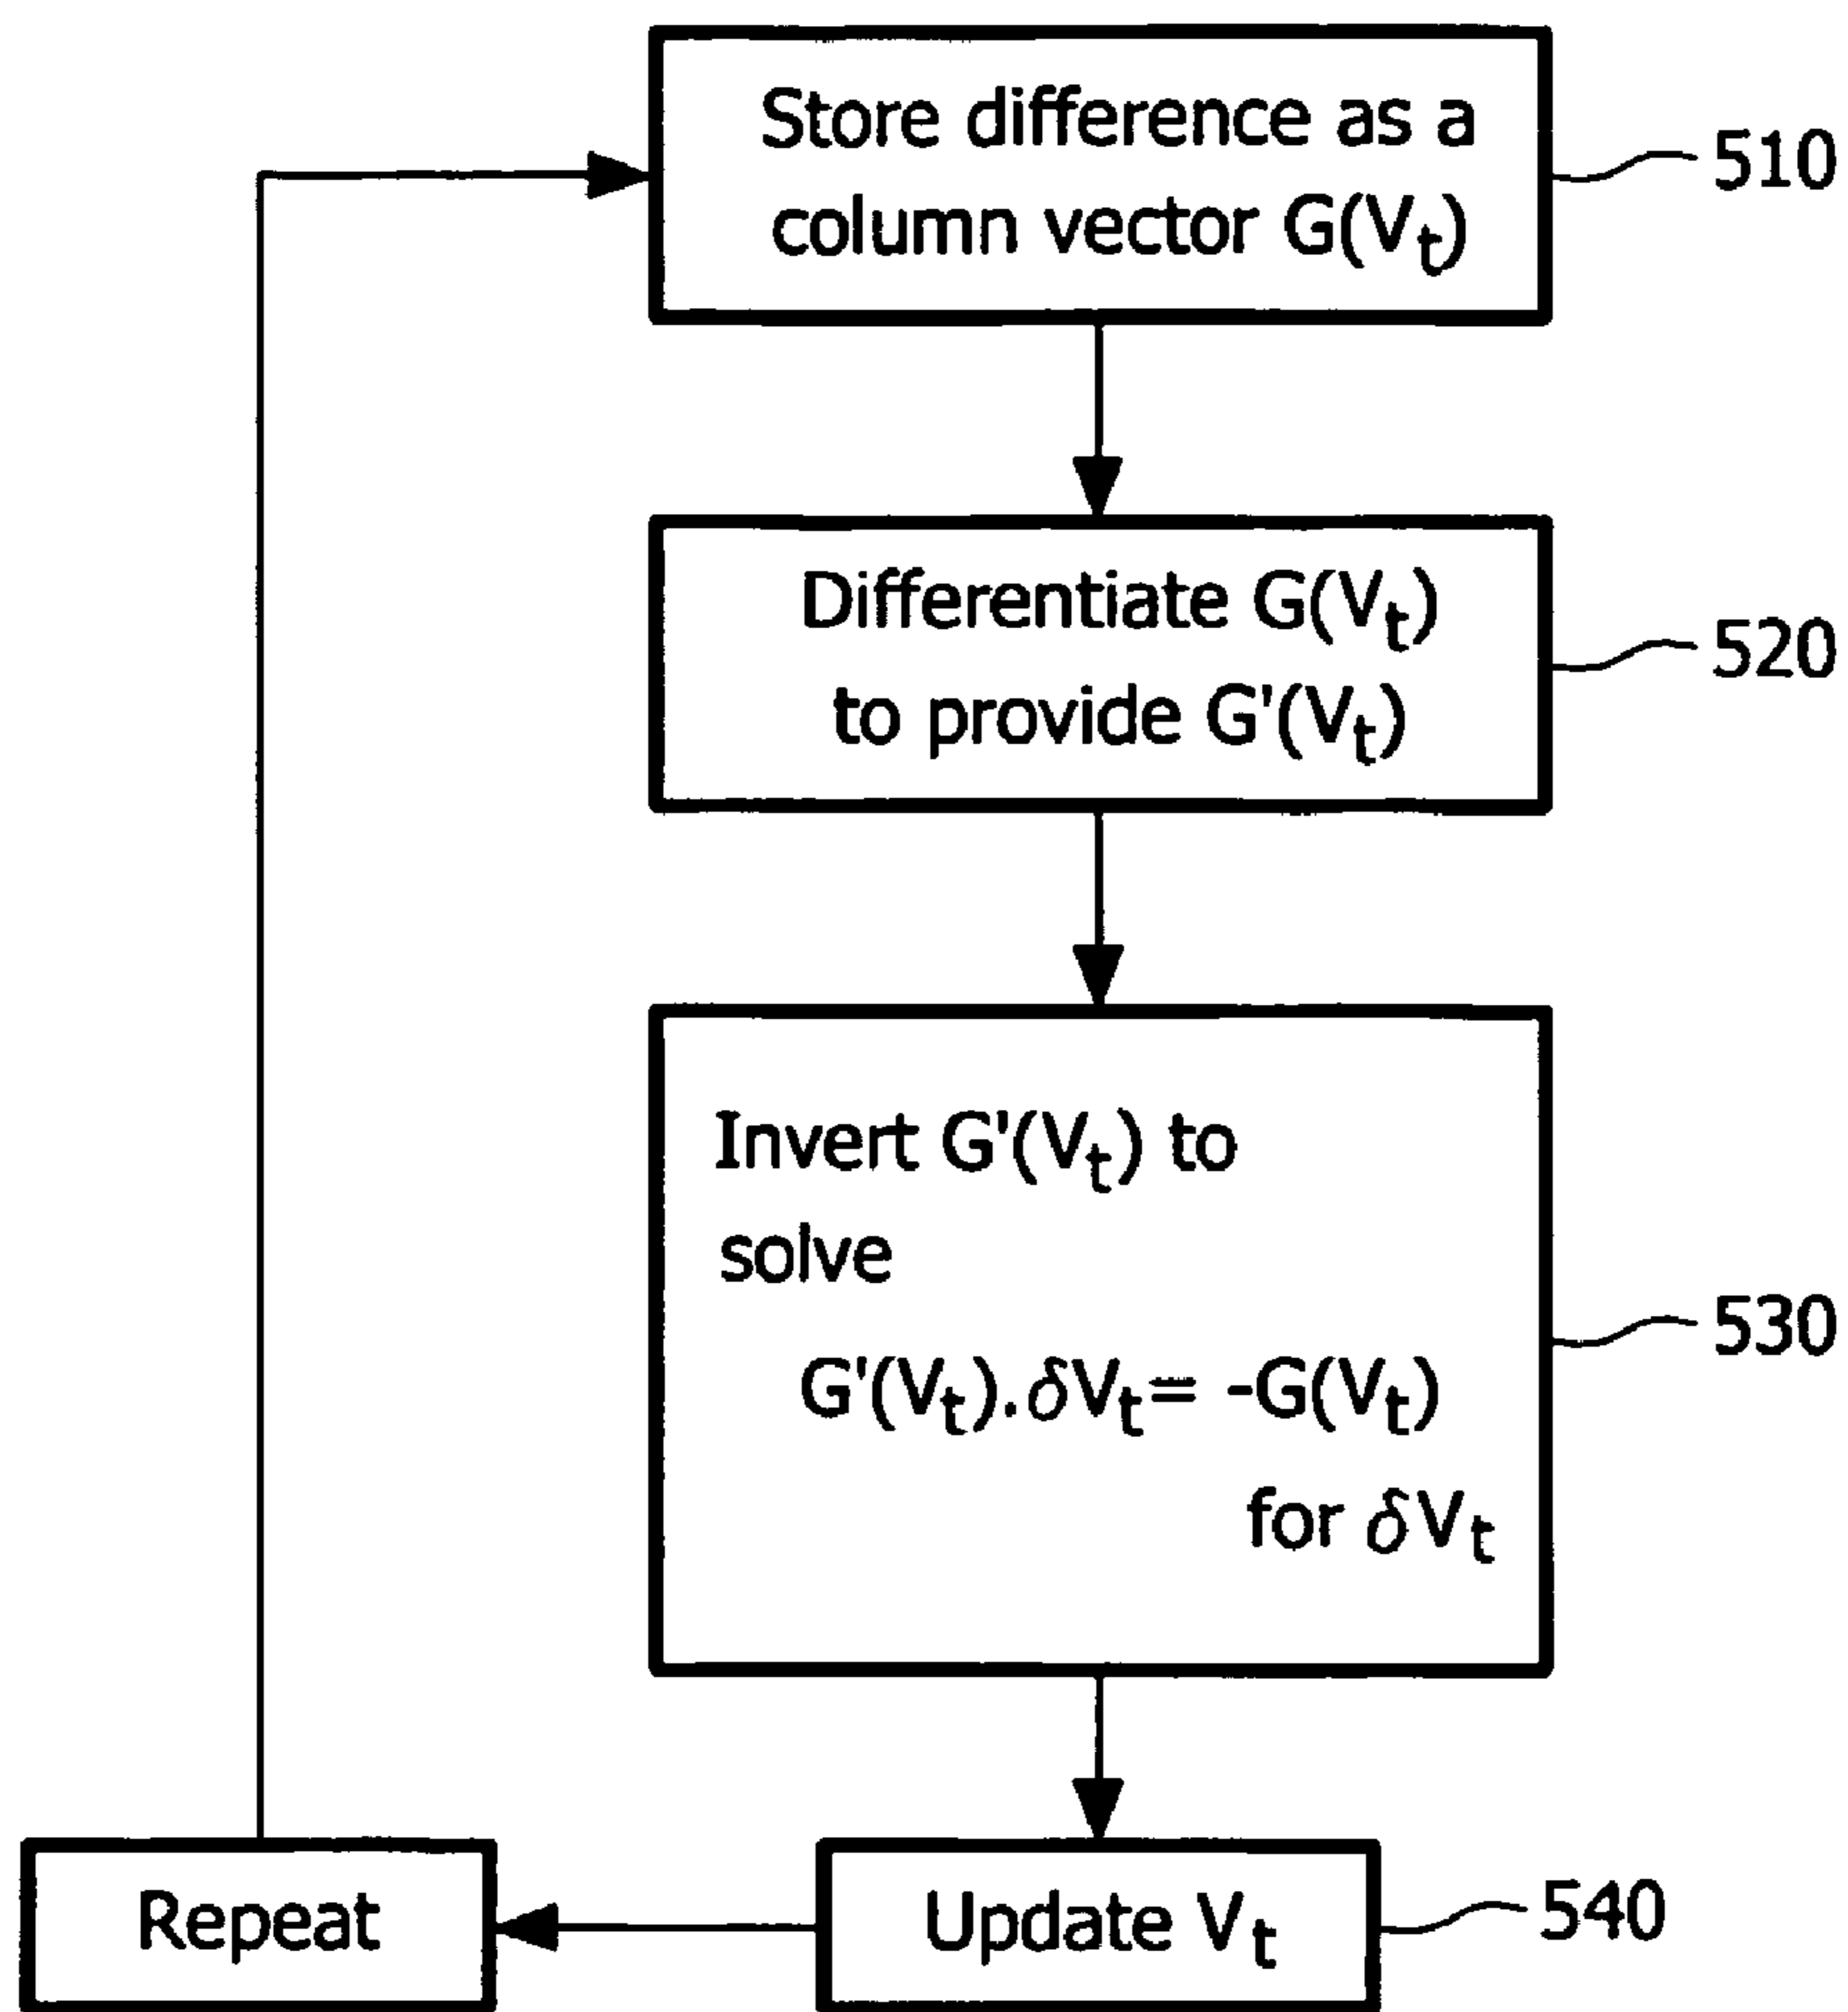 Store difference as a
column vector G(Vt)
510
Differentiate G(Vt)
to provide G'(Vt)
520
Invert G'(Vt) to
solve
G'(Vt).δVt= -G(Vt)
for δVt
530
Repeat
Update Vt
540